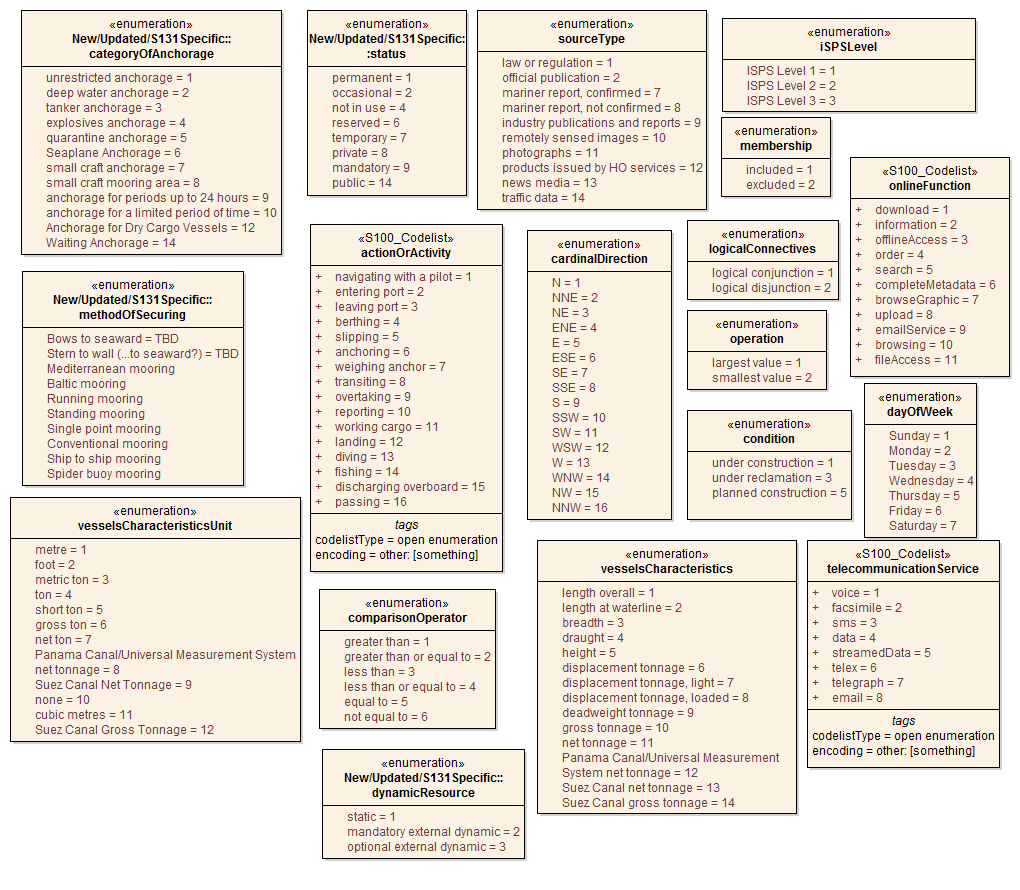 «enumeration»
New/Updated/S131Specific::
categoryOfAnchorage
unrestricted anchorage = 1
deep water anchorage = 2
tanker anchorage = 3
explosives anchorage = 4
quarantine anchorage = 5
Seaplane Anchorage = 6
small craft anchorage = 7
small craft mooring area = 8
anchorage for periods up to 24 hours = 9
anchorage for a limited period of time = 10
Anchorage for Dry Cargo Vessels = 12
Waiting Anchorage = 14
«enumeration»
New/Updated/S131Specific:
:status
permanent = 1
occasional = 2
not in use = 4
reserved = 6
temporary = 7
private = 8
mandatory = 9
public = 14
«enumeration»
sourceType
law or regulation = 1
official publication = 2
mariner report, confirmed = 7
mariner report, not confirmed = 8
industry publications and reports = 9
remotely sensed images = 10
photographs = 11
products issued by HO services = 12
news media = 13
traffic data = 14
«enumeration»
iSPSLevel
ISPS Level 1 = 1
ISPS Level 2 = 2
ISPS Level 3 = 3
«enumeration»
membership
included = 1
excluded = 2
«S100_Codelist»
onlineFunction
+ download = 1
+ information = 2
+ offlineAccess = 3
+ order = 4
+ search = 5
+ completeMetadata = 6
+ browseGraphic = 7
+ upload = 8
+ emailService = 9
+ browsing = 10
+ fileAccess = 11
«enumeration»
New/Updated/S131Specific::
methodOfSecuring
Bows to seaward = TBD
Stern to wall (...to seaward?) = TBD
Mediterranean mooring
Baltic mooring
Running mooring
Standing mooring
Single point mooring
Conventional mooring
Ship to ship mooring
Spider buoy mooring
«S100_Codelist»
actionOrActivity
+ navigating with a pilot = 1
+ entering port = 2
+ leaving port = 3
+ berthing = 4
+ slipping = 5
+ anchoring = 6
+ weighing anchor = 7
+ transiting = 8
+ overtaking = 9
+ reporting = 10
+ working cargo = 11
+ landing = 12
+ diving = 13
+ fishing = 14
+ discharging overboard = 15
+ passing = 16
tags
codelistType = open enumeration
encoding = other: [something]
«enumeration»
cardinalDirection
N = 1
NNE = 2
NE = 3
ENE = 4
E = 5
ESE = 6
SE = 7
SSE = 8
S = 9
SSW = 10
SW = 11
WSW = 12
W = 13
WNW = 14
NW = 15
NNW = 16
«enumeration»
logicalConnectives
logical conjunction = 1
logical disjunction = 2
«enumeration»
operation
largest value = 1
smallest value = 2
«enumeration»
condition
under construction = 1
under reclamation = 3
planned construction = 5
«enumeration»
dayOfWeek
Sunday = 1
Monday = 2
Tuesday = 3
Wednesday = 4
Thursday = 5
Friday = 6
Saturday = 7
«enumeration»
vesselsCharacteristicsUnit
metre = 1
foot = 2
metric ton = 3
ton = 4
short ton = 5
gross ton = 6
net ton = 7
Panama Canal/Universal Measurement System
net tonnage = 8
Suez Canal Net Tonnage = 9
none = 10
cubic metres = 11
Suez Canal Gross Tonnage = 12
«enumeration»
comparisonOperator
greater than = 1
greater than or equal to = 2
less than = 3
less than or equal to = 4
equal to = 5
not equal to = 6
«enumeration»
vesselsCharacteristics
length overall = 1
length at waterline = 2
breadth = 3
draught = 4
height = 5
displacement tonnage = 6
displacement tonnage, light = 7
displacement tonnage, loaded = 8
deadweight tonnage = 9
gross tonnage = 10
net tonnage = 11
Panama Canal/Universal Measurement
System net tonnage = 12
Suez Canal net tonnage = 13
Suez Canal gross tonnage = 14
«S100_Codelist»
telecommunicationService
+ voice = 1
+ facsimile = 2
+ sms = 3
+ data = 4
+ streamedData = 5
+ telex = 6
+ telegraph = 7
+ email = 8
tags
codelistType = open enumeration
encoding = other: [something]
«enumeration»
New/Updated/S131Specific::
dynamicResource
static = 1
mandatory external dynamic = 2
optional external dynamic = 3